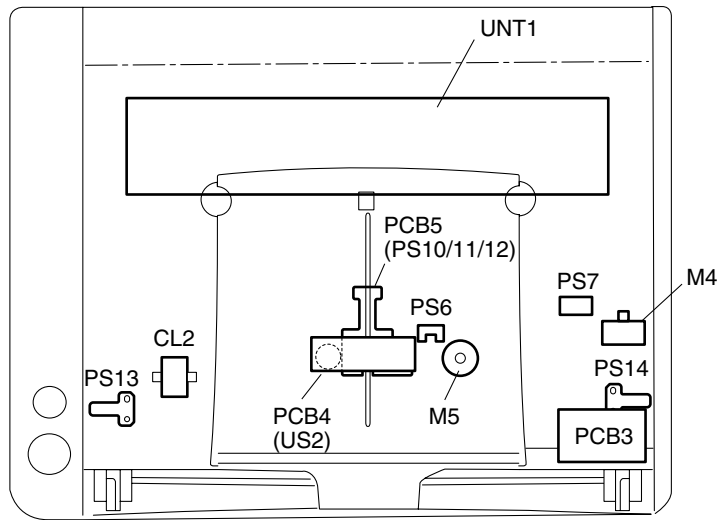 UNT1
PCB5
(PS10/11/12)
PS7
M4
PS6
CL2
PS13
PS14
PCB4
(US2)
M5
PCB3